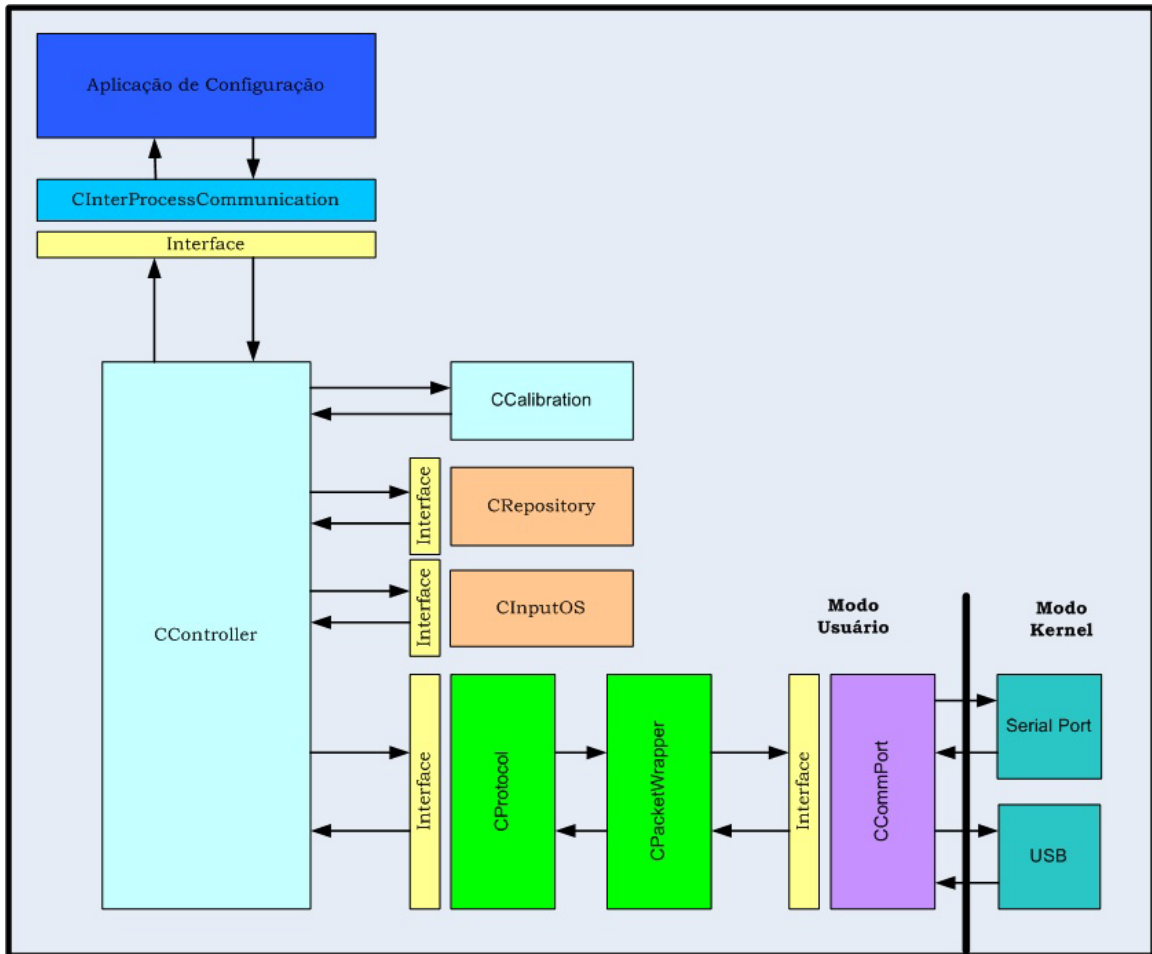 Aplicação de Configuração
CInterProcessCommunication
Interface
CController
CCalibration
Interface
CRepository
Interface
CInputOS
Modo
Usuário
Modo
Kernel
Interface
CProtocol
CPacketWrapper
Interface
CCommPort
Serial Port
USB